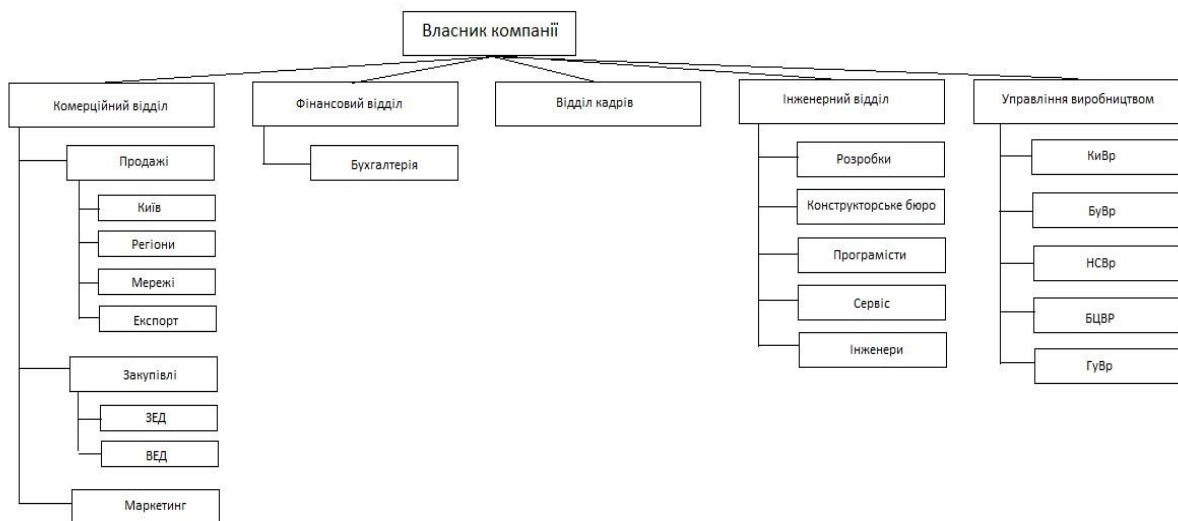 Власник компанії
Комерційний відділ
Продажі
Київ
Регіони
Мережі
Експорт
Закупівлі
ЗЕД
ВЕД
Маркетинг
Фінансовий відділ
Бухгалтерія
Відділ кадрів
Інженерний відділ
Розробки
Конструкторське бюро
Програмісти
Сервіс
Інженери
Управління виробництвом
КиВр
БуВр
НСВр
БЦВР
ГуВр